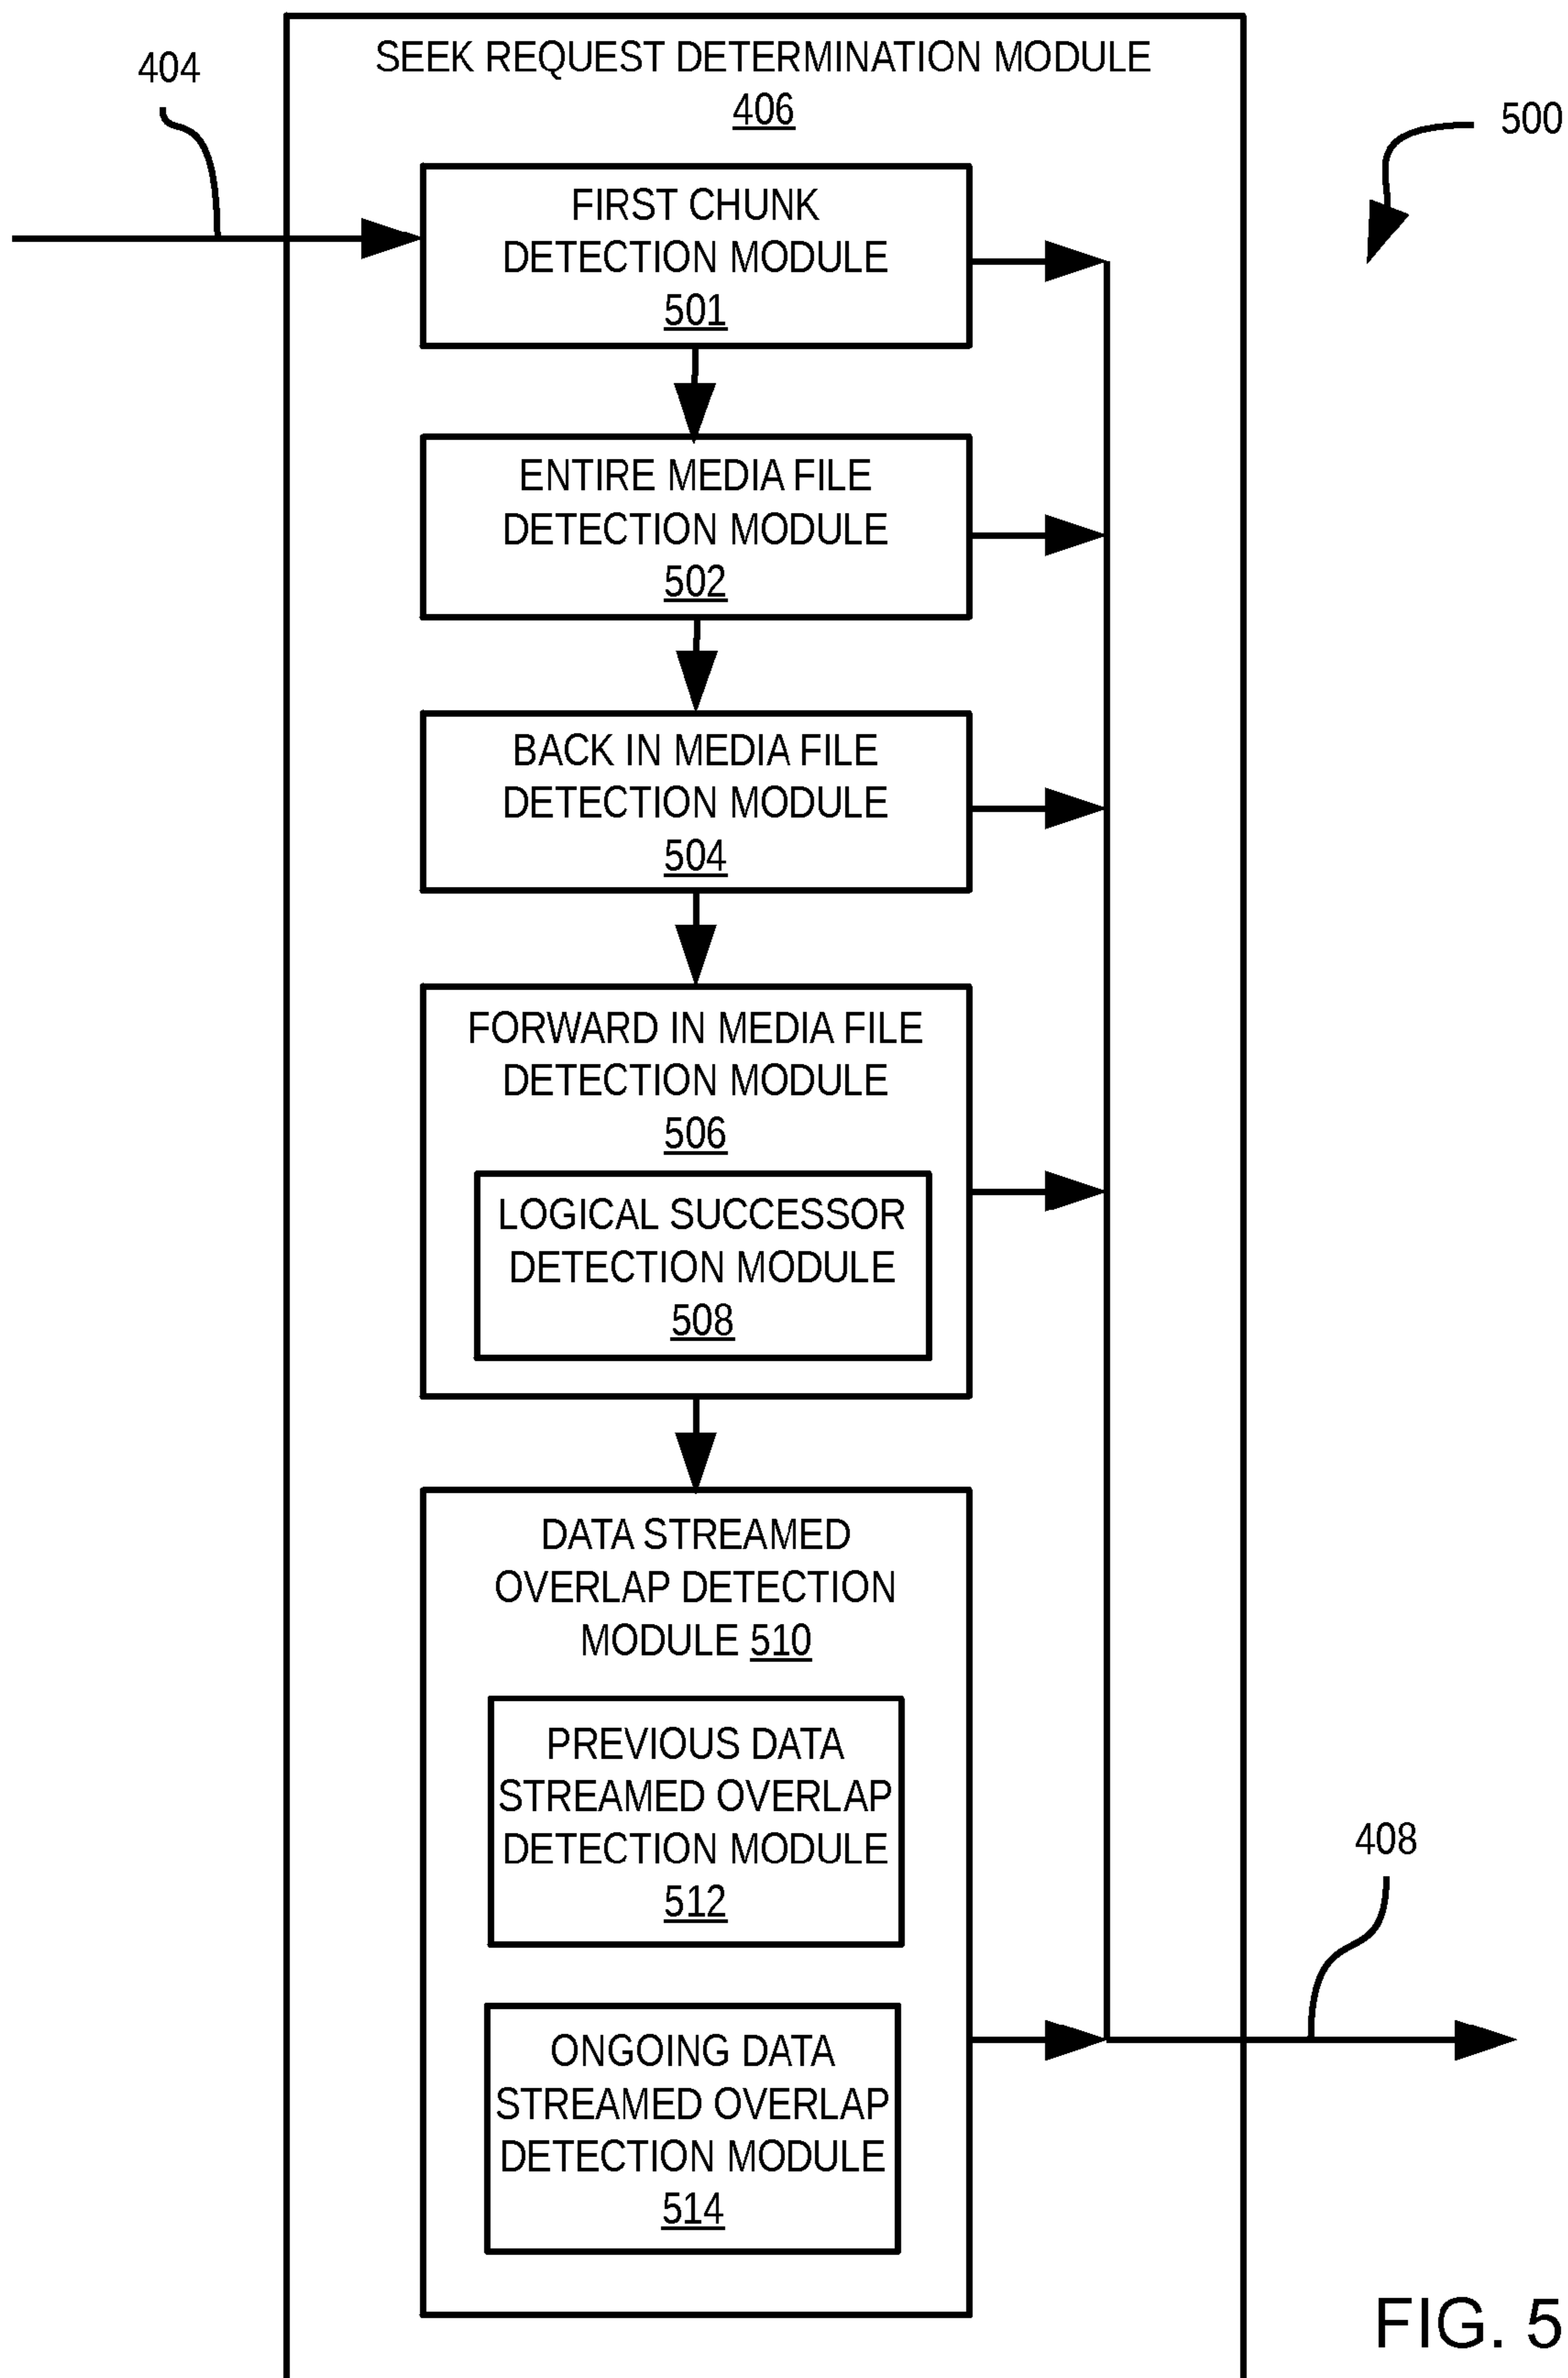 SEEK REQUEST DETERMINATION MODULE
406
404
500
FIRST CHUNK
DETECTION MODULE
501
ENTIRE MEDIA FILE
DETECTION MODULE
502
BACK IN MEDIA FILE
DETECTION MODULE
504
FORWARD IN MEDIA FILE
DETECTION MODULE
506
LOGICAL SUCCESSOR
DETECTION MODULE
508
DATA STREAMED
OVERLAP DETECTION
MODULE 510
PREVIOUS DATA
STREAMED OVERLAP
DETECTION MODULE
512
408
ONGOING DATA
STREAMED OVERLAP
DETECTION MODULE
514
FIG. 5